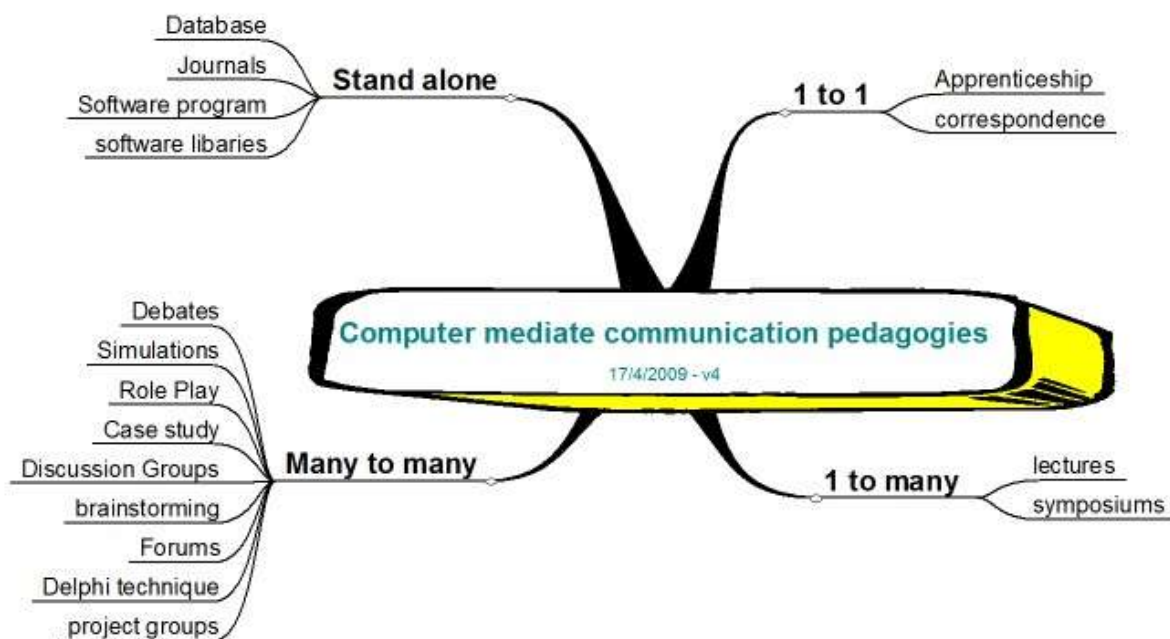 Database
Journals
Software program
software libaries
Stand alone
1 to 1
Apprenticeship
correspondence
Computer mediate communication pedagogies
17/4/2009 - v4
Debates
Simulations
Role Play
Case study
Discussion Groups
brainstorming
Forums
Delphi technique
project groups
Many to many
1 to many
lectures
symposiums